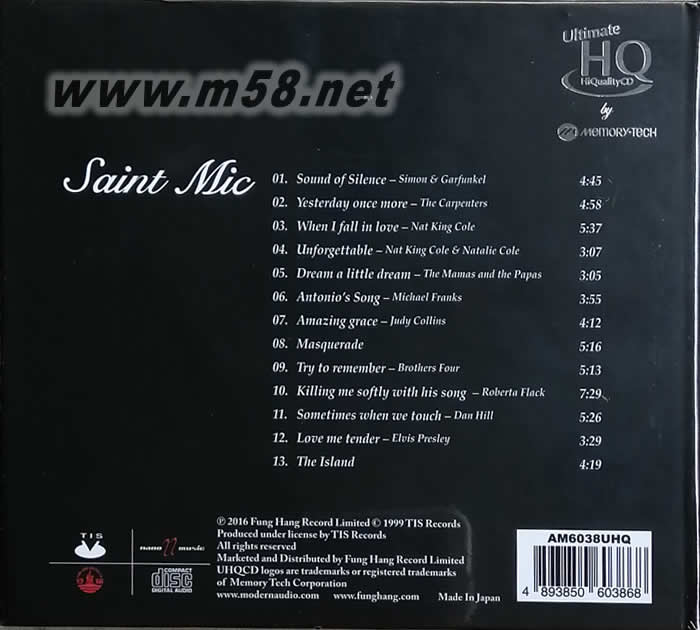 www.m58.net
Ultimate
HQ
HiQualityCD
by
MEMORY-TECH
Saint Mic
01. Sound of Silence – Simon & Garfunkel 4:45
02. Yesterday once more – The Carpenters 4:58
03. When I fall in love – Nat King Cole 5:37
04. Unforgettable – Nat King Cole & Natalie Cole 3:07
05. Dream a little dream – The Mamas and the Papas 3:05
06. Antonio's Song – Michael Franks 3:55
07. Amazing grace – Judy Collins 4:12
08. Masquerade 5:16
09. Try to remember – Brothers Four 5:13
10. Killing me softly with his song – Roberta Flack 7:29
11. Sometimes when we touch – Dan Hill 5:26
12. Love me tender – Elvis Presley 3:29
13. The Island 4:19
TIS
nano music
COMPACT
disc
DIGITAL AUDIO
℗ 2016 Fung Hang Record Limited © 1999 TIS Records
Produced under license by TIS Records
All rights reserved
Marketed and Distributed by Fung Hang Record Limited
UHQCD logos are trademarks or registered trademarks
of Memory Tech Corporation
www.modernaudio.com www.funghang.com Made In Japan
AM6038UHQ
4 893850 603868